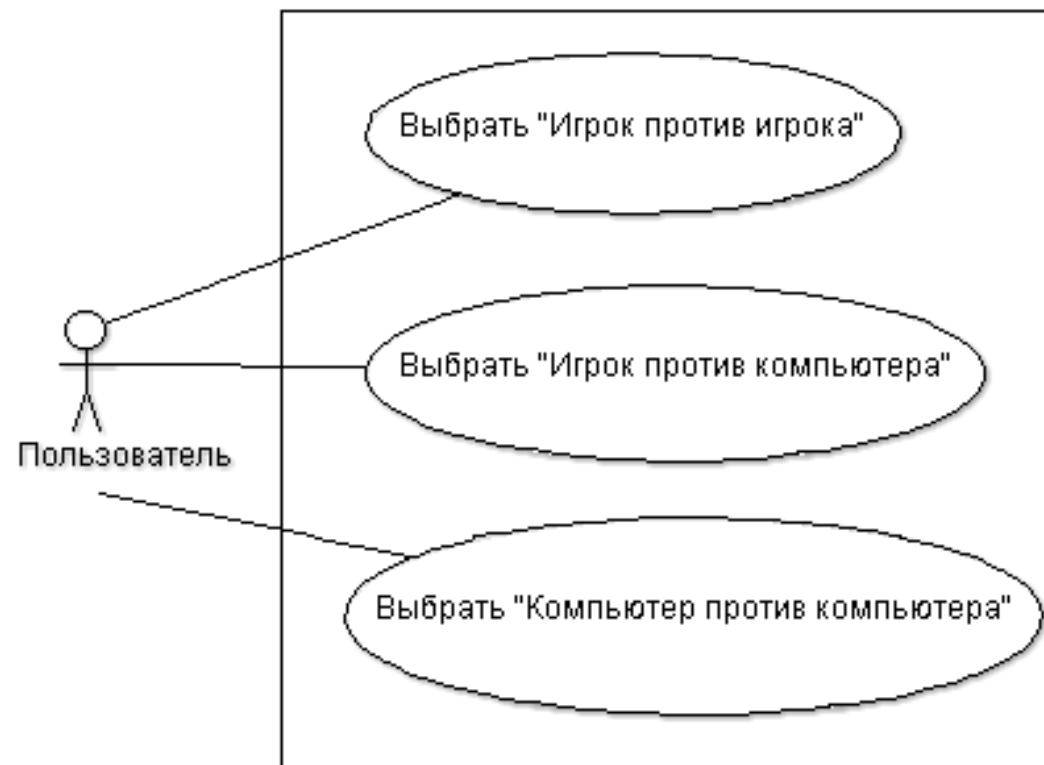 Выбрать "Игрок против игрока"
Выбрать "Игрок против компьютера"
Пользователь
Выбрать "Компьютер против компьютера"